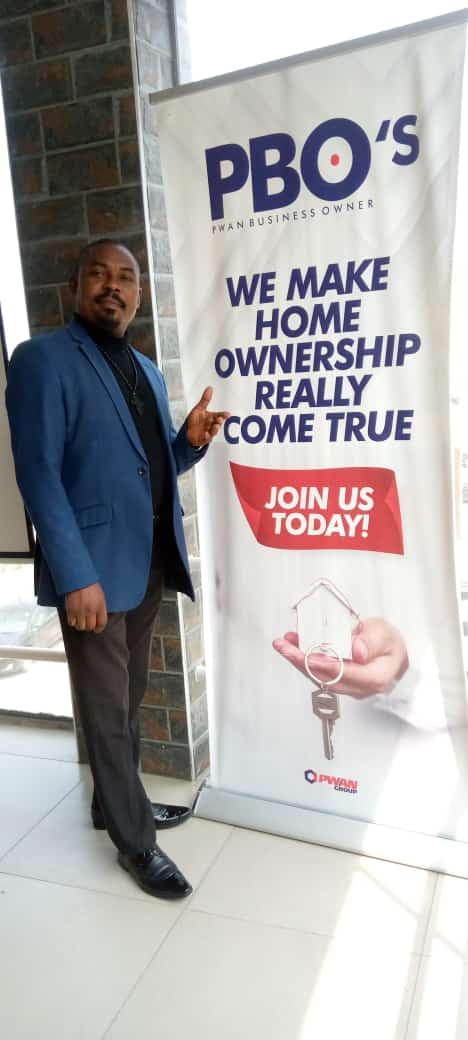 PBO'S
PWAN BUSINESS OWNER
WE MAKE
HOME
OWNERSHIP
REALLY
COME TRUE
JOIN US
TODAY!
PWAN
GROUP